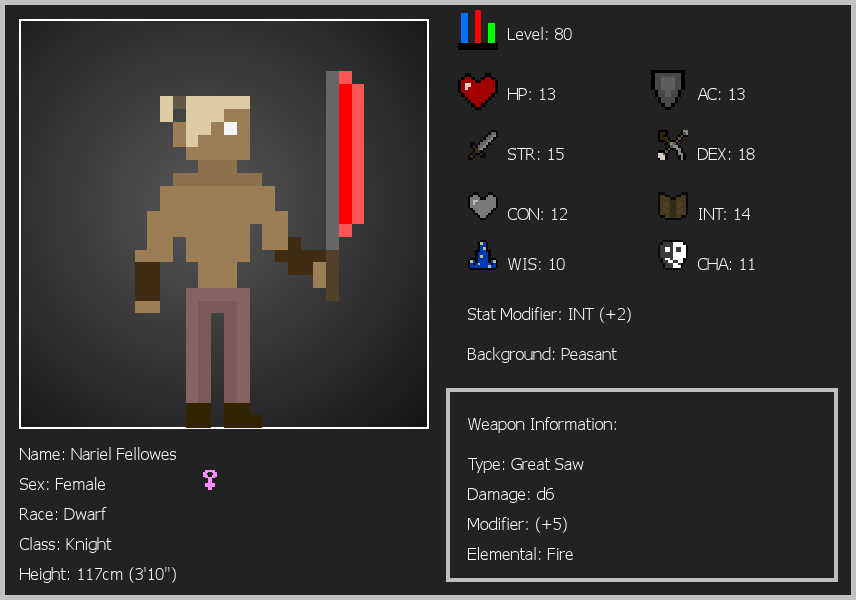 Level: 80
HP: 13
AC: 13
STR: 15
DEX: 18
CON: 12
INT: 14
WIS: 10
CHA: 11
Stat Modifier: INT (+2)
Background: Peasant
Name: Nariel Fellowes
Sex: Female
Race: Dwarf
Class: Knight
Height: 117cm (3'10")
Weapon Information:
Type: Great Saw
Damage: d6
Modifier: (+5)
Elemental: Fire